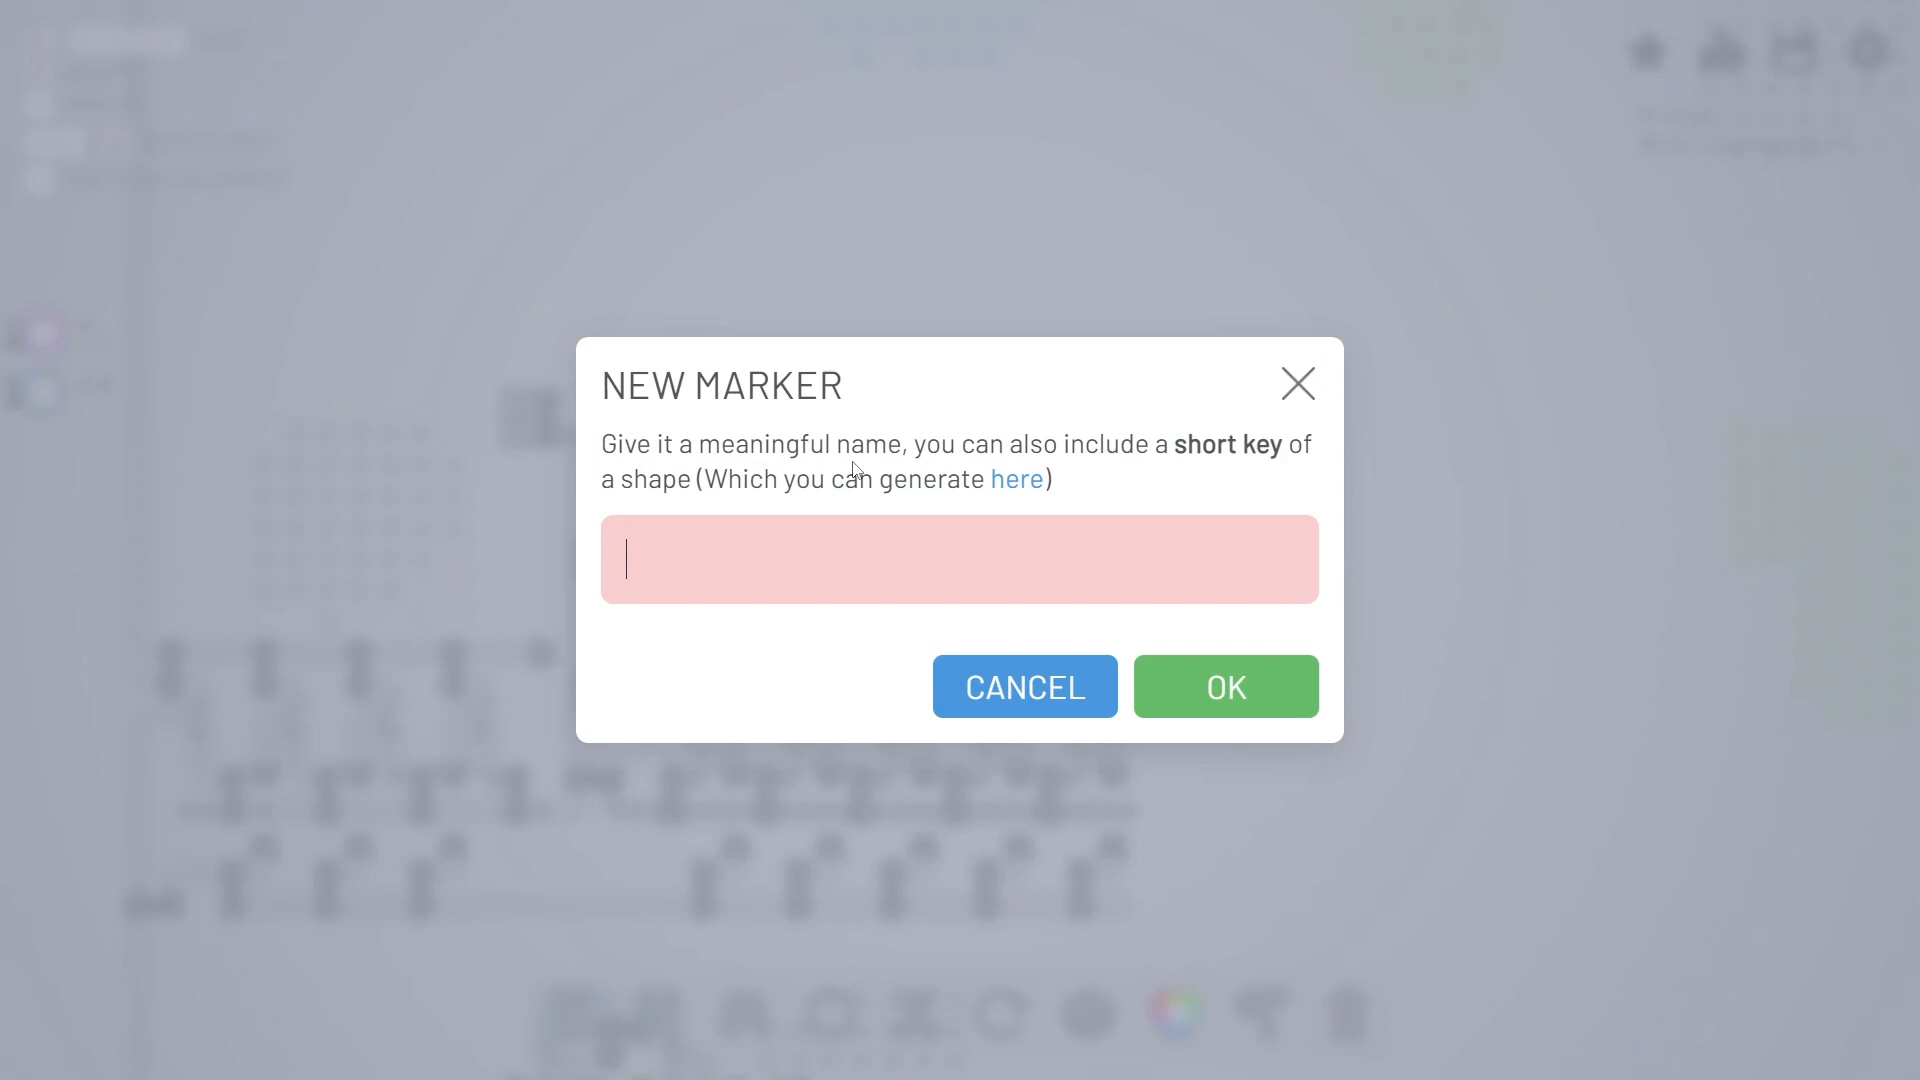 NEW MARKER
Give it a meaningful name, you can also include a short key of
a shape (Which you can generate here)
CANCEL
OK